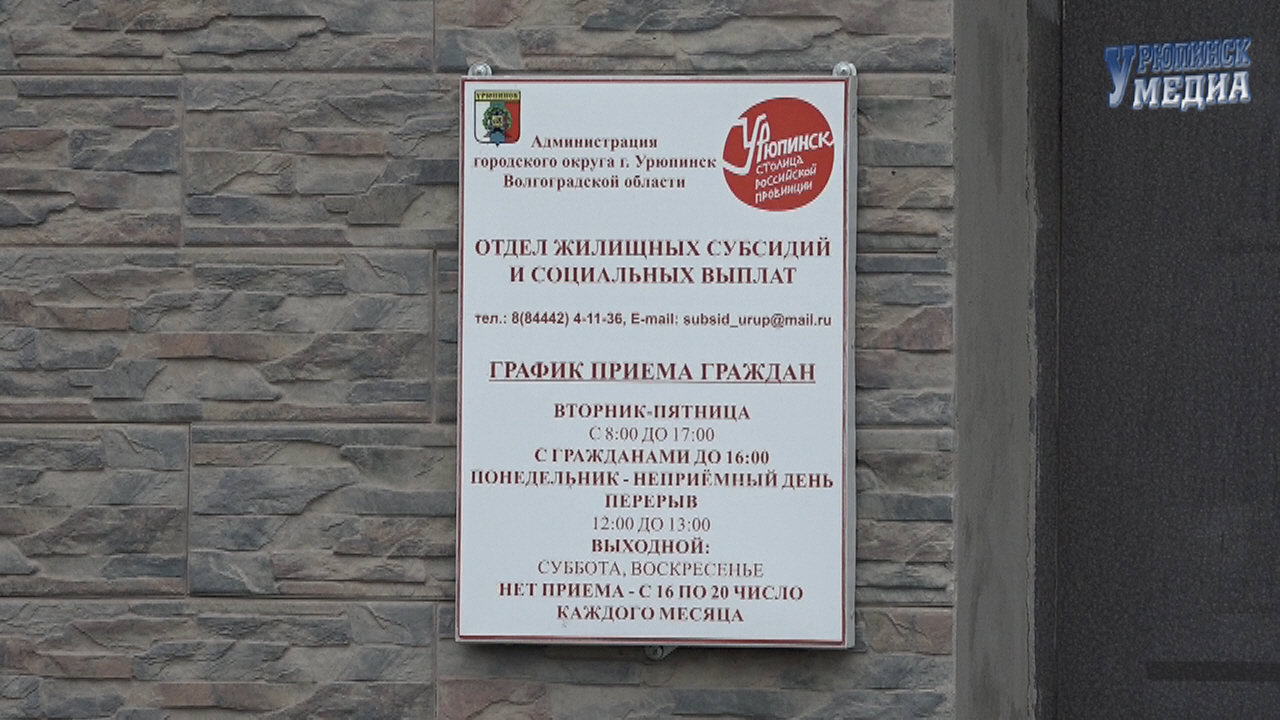 УРЮПИНСК
МЕДИА
УРЮПИНСК
Администрация
городского округа г. Урюпинск
Волгоградской области
Урюпинск
столица
российской
провинции
ОТДЕЛ ЖИЛИЩНЫХ СУБСИДИЙ
И СОЦИАЛЬНЫХ ВЫПЛАТ
тел.: 8(84442) 4-11-36, E-mail: subsid_urup@mail.ru
ГРАФИК ПРИЕМА ГРАЖДАН
ВТОРНИК-ПЯТНИЦА
С 8:00 ДО 17:00
С ГРАЖДАНАМИ ДО 16:00
ПОНЕДЕЛЬНИК - НЕПРИЁМНЫЙ ДЕНЬ
ПЕРЕРЫВ
12:00 ДО 13:00
ВЫХОДНОЙ:
СУББОТА, ВОСКРЕСЕНЬЕ
НЕТ ПРИЕМА - С 16 ПО 20 ЧИСЛО
КАЖДОГО МЕСЯЦА